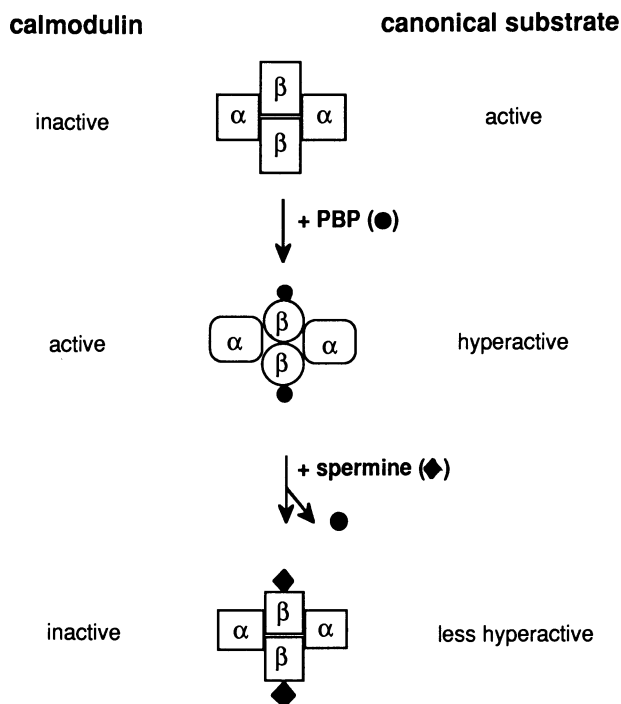 calmodulin canonical substrate
β
inactive α α active
β
+ PBP (●)
β
active α α hyperactive
β
+ spermine (◆)
β
inactive α α less hyperactive
β